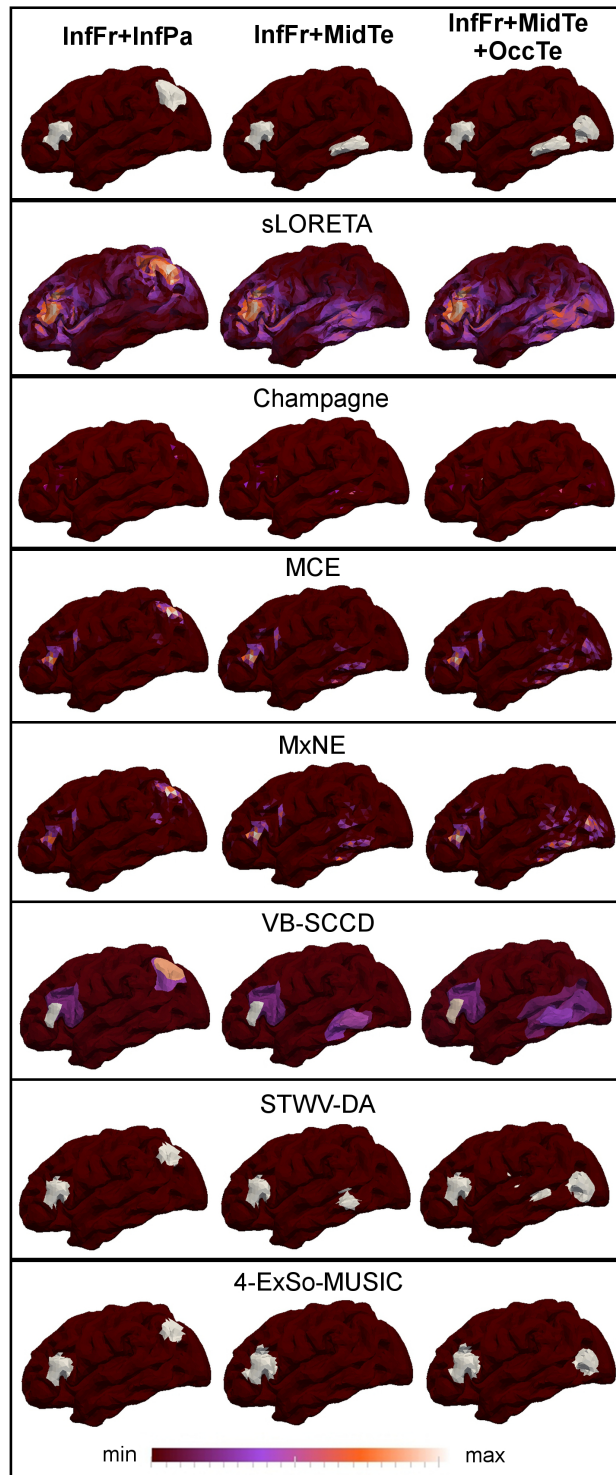 InfFr+InfPa InfFr+MidTe InfFr+MidTe
+OccTe
sLORETA
Champagne
MCE
MxNE
VB-SCCD
STWV-DA
4-ExSo-MUSIC
min max